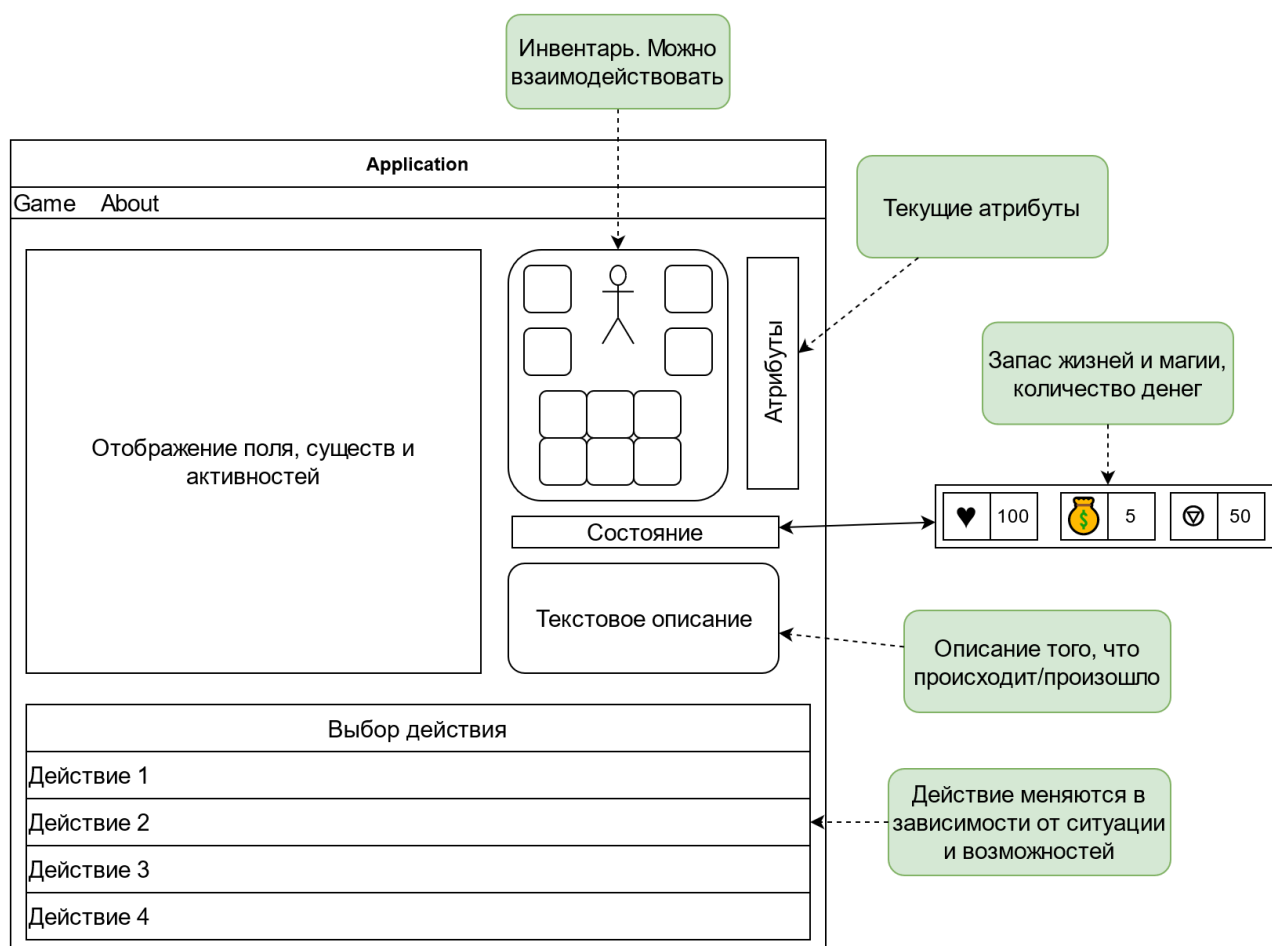 Инвентарь. Можно
взаимодействовать
Application
Game About
Текущие атрибуты
Атрибуты
Отображение поля, существ и
активностей
Запас жизней и магии,
количество денег
100
5
50
Состояние
Текстовое описание
Описание того, что
происходит/произошло
Выбор действия
Действие 1
Действие 2
Действие 3
Действие 4
Действие меняются в
зависимости от ситуации
и возможностей